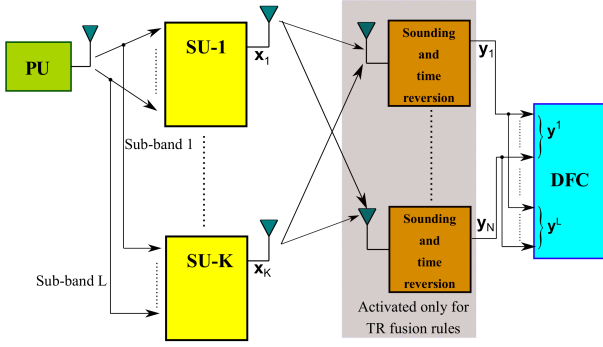 PU
SU-1
x1
Sub-band 1
Sub-band L
SU-K
xK
Sounding
and
time
reversion
y1
Sounding
and
time
reversion
yN
Activated only for
TR fusion rules
y1
DFC
yL